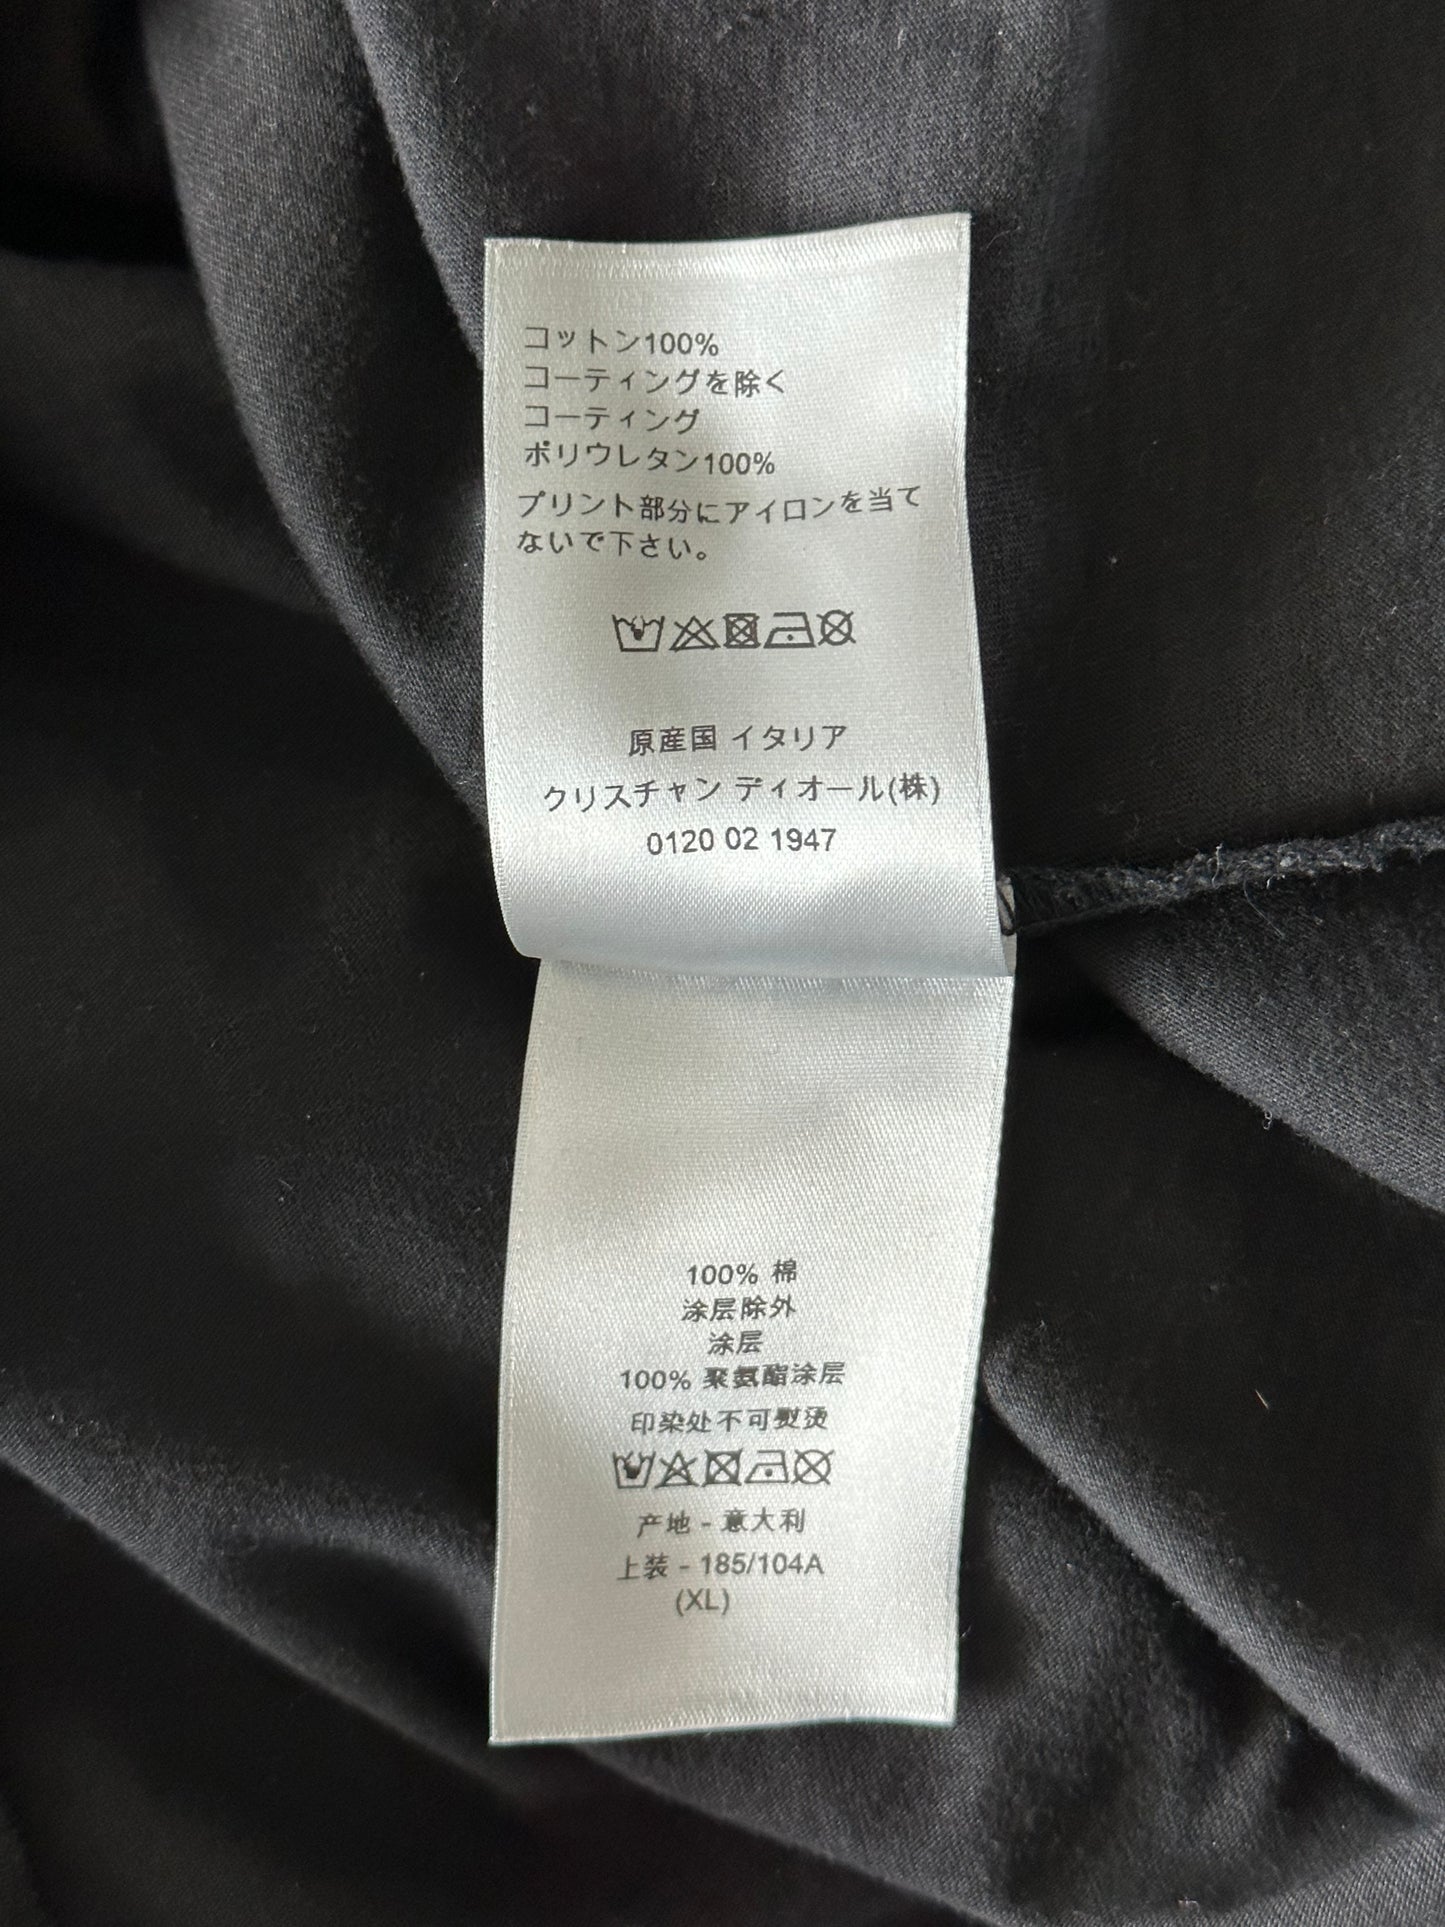 コットン100%
コーティングを除く
コーティング
ポリウレタン100%
プリント部分にアイロンを当て
ないで下さい。
原産国 イタリア
クリスチャン ディオール(株)
0120 02 1947
100% 棉
涂层除外
涂层
100% 聚氨酯涂层
印染处不可熨烫
产地 - 意大利
上装 - 185/104A
(XL)